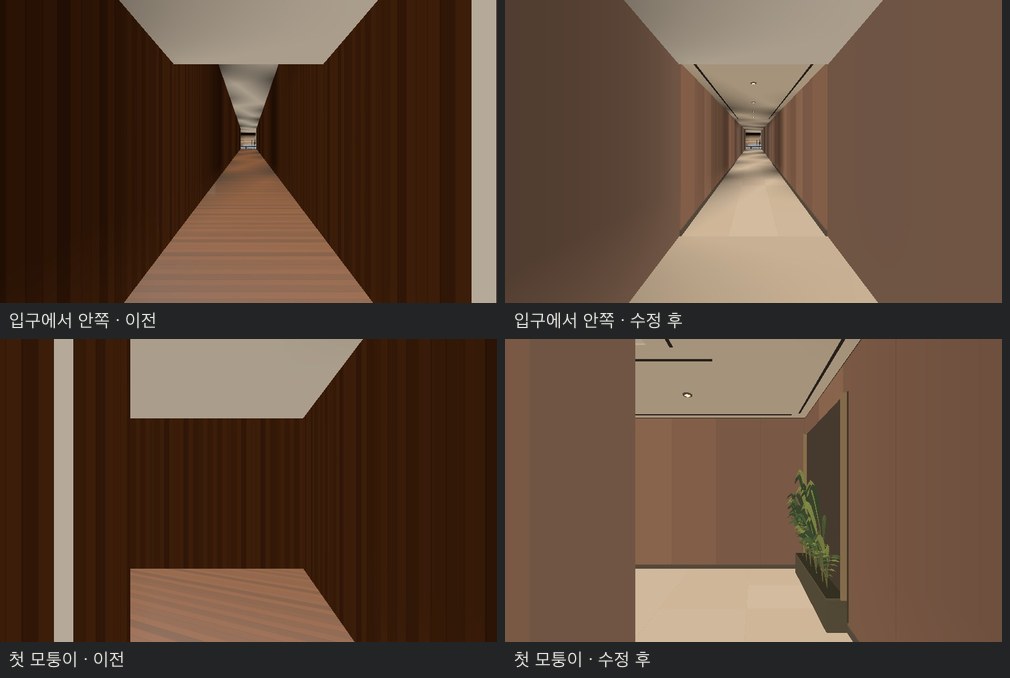 입구에서 안쪽 · 이전
입구에서 안쪽 · 수정 후
첫 모퉁이 · 이전
첫 모퉁이 · 수정 후